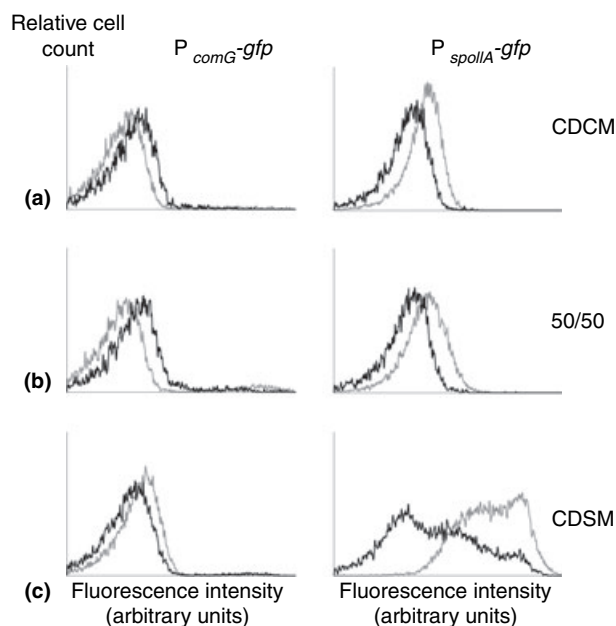 Relative cell
count
P comG-gfp
P spoIIA-gfp
CDCM
(a)
50/50
(b)
CDSM
(c)
Fluorescence intensity
(arbitrary units)
Fluorescence intensity
(arbitrary units)